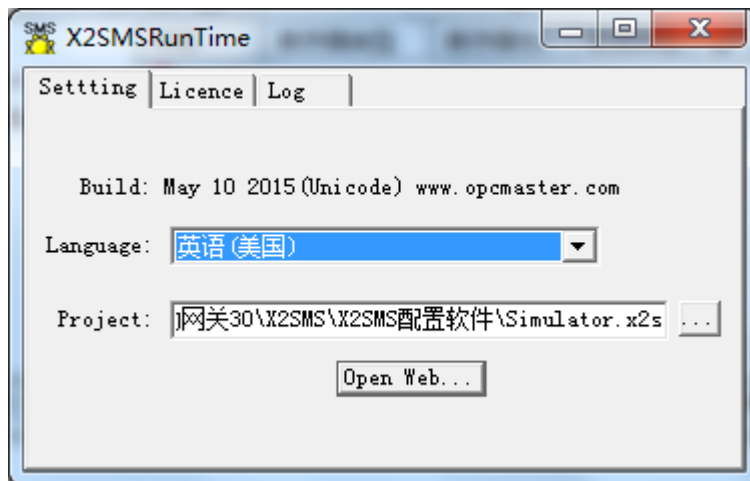 SMS X2SMSRunTime
Settting Licence Log
Build: May 10 2015(Unicode) www.opcmaster.com
Language: 英语(美国)
Project: 网关30\X2SMS\X2SMS配置软件\Simulator.x2s ...
Open Web...